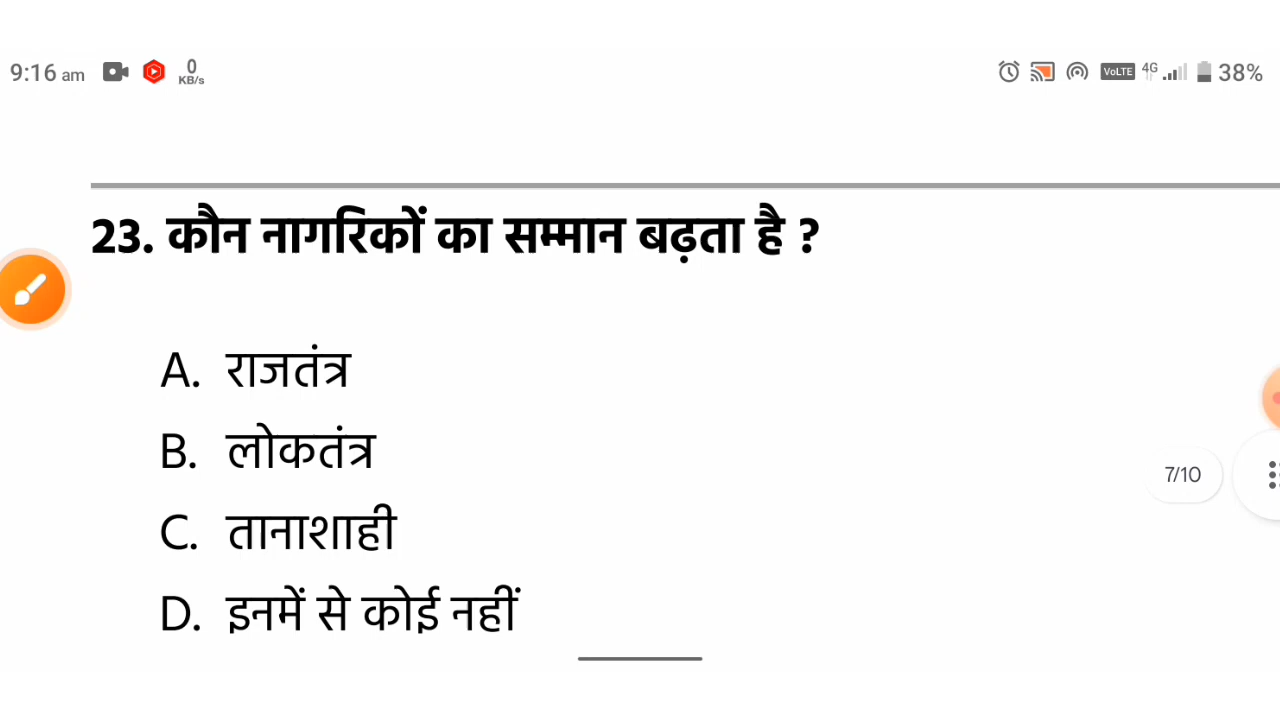 9:16 am 0 KB/s VoLTE 4G 38%
23. कौन नागरिकों का सम्मान बढ़ता है ?
A. राजतंत्र
B. लोकतंत्र
7/10
C. तानाशाही
D. इनमें से कोई नहीं